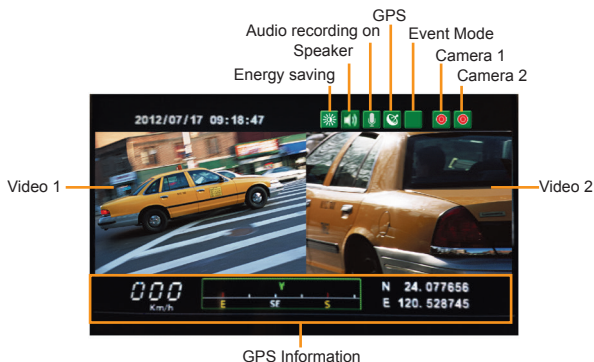 GPS
Audio recording on
Event Mode
Speaker
Camera 1
Energy saving
Camera 2
2012/07/17 09:18:47
Video 1
Video 2
000
Km/h
E SE S
N 24.077656
E 120.528745
GPS Information